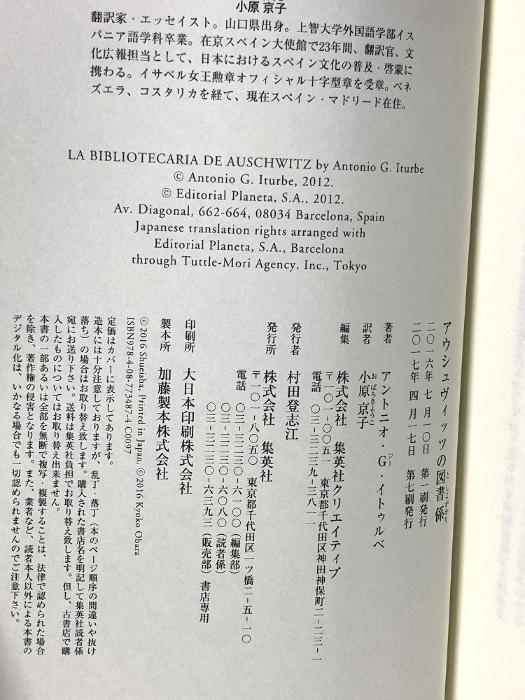 小原 京子
翻訳家・エッセイスト。山口県出身。上智大学外国語学部イス
パニア語学科卒業。在京スペイン大使館で23年間、翻訳官、文
化広報担当として、日本におけるスペイン文化の普及・啓蒙に
携わる。イサベル女王勲章オフィシャル十字型章を受章。ベネ
ズエラ、コスタリカを経て、現在スペイン・マドリード在住。
LA BIBLIOTECARIA DE AUSCHWITZ by Antonio G. Iturbe
© Antonio G. Iturbe, 2012.
© Editorial Planeta, S.A., 2012.
Av. Diagonal, 662-664, 08034 Barcelona, Spain
Japanese translation rights arranged with
Editorial Planeta, S.A., Barcelona
through Tuttle-Mori Agency, Inc., Tokyo
アウシュヴィッツの図書係
二〇一六年 七月一〇日 第一刷発行
二〇一七年 四月一七日 第七刷発行
著者 アントニオ・G・イトゥルベ
訳者 小原京子
編集 株式会社 集英社クリエイティブ
〒一〇一-〇〇五一 東京都千代田区神田神保町二-二三-一
電話 〇三-三二三九-三八一一
発行者 村田登志江
発行所 株式会社 集英社
〒一〇一-八〇五〇 東京都千代田区一ツ橋二-五-一〇
電話 〇三-三二三〇-六一〇〇(編集部)
〇三-三二三〇-六〇八〇(読者係)
〇三-三二三〇-六三九三(販売部)書店専用
印刷所 大日本印刷株式会社
製本所 加藤製本株式会社
©2016 Shueisha, Printed in Japan. ©2016 Kyoko Obara
ISBN978-4-08-773487-4 C0097
定価はカバーに表示してあります。
造本には十分注意しておりますが、乱丁・落丁(本のページ順序の間違いや抜け
落ち)の場合はお取り替え致します。購入された書店名を明記して集英社読者係
宛にお送り下さい。送料は集英社負担でお取り替え致します。但し、古書店で購
入したものについてはお取り替え出来ません。
本書の一部あるいは全部を無断で複写・複製することは、法律で認められた場合
を除き、著作権の侵害となります。また、業者など、読者本人以外による本書の
デジタル化は、いかなる場合でも一切認められませんのでご注意下さい。